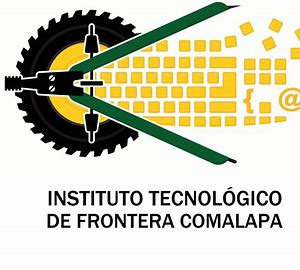 { @
INSTITUTO TECNOLÓGICO
DE FRONTERA COMALAPA